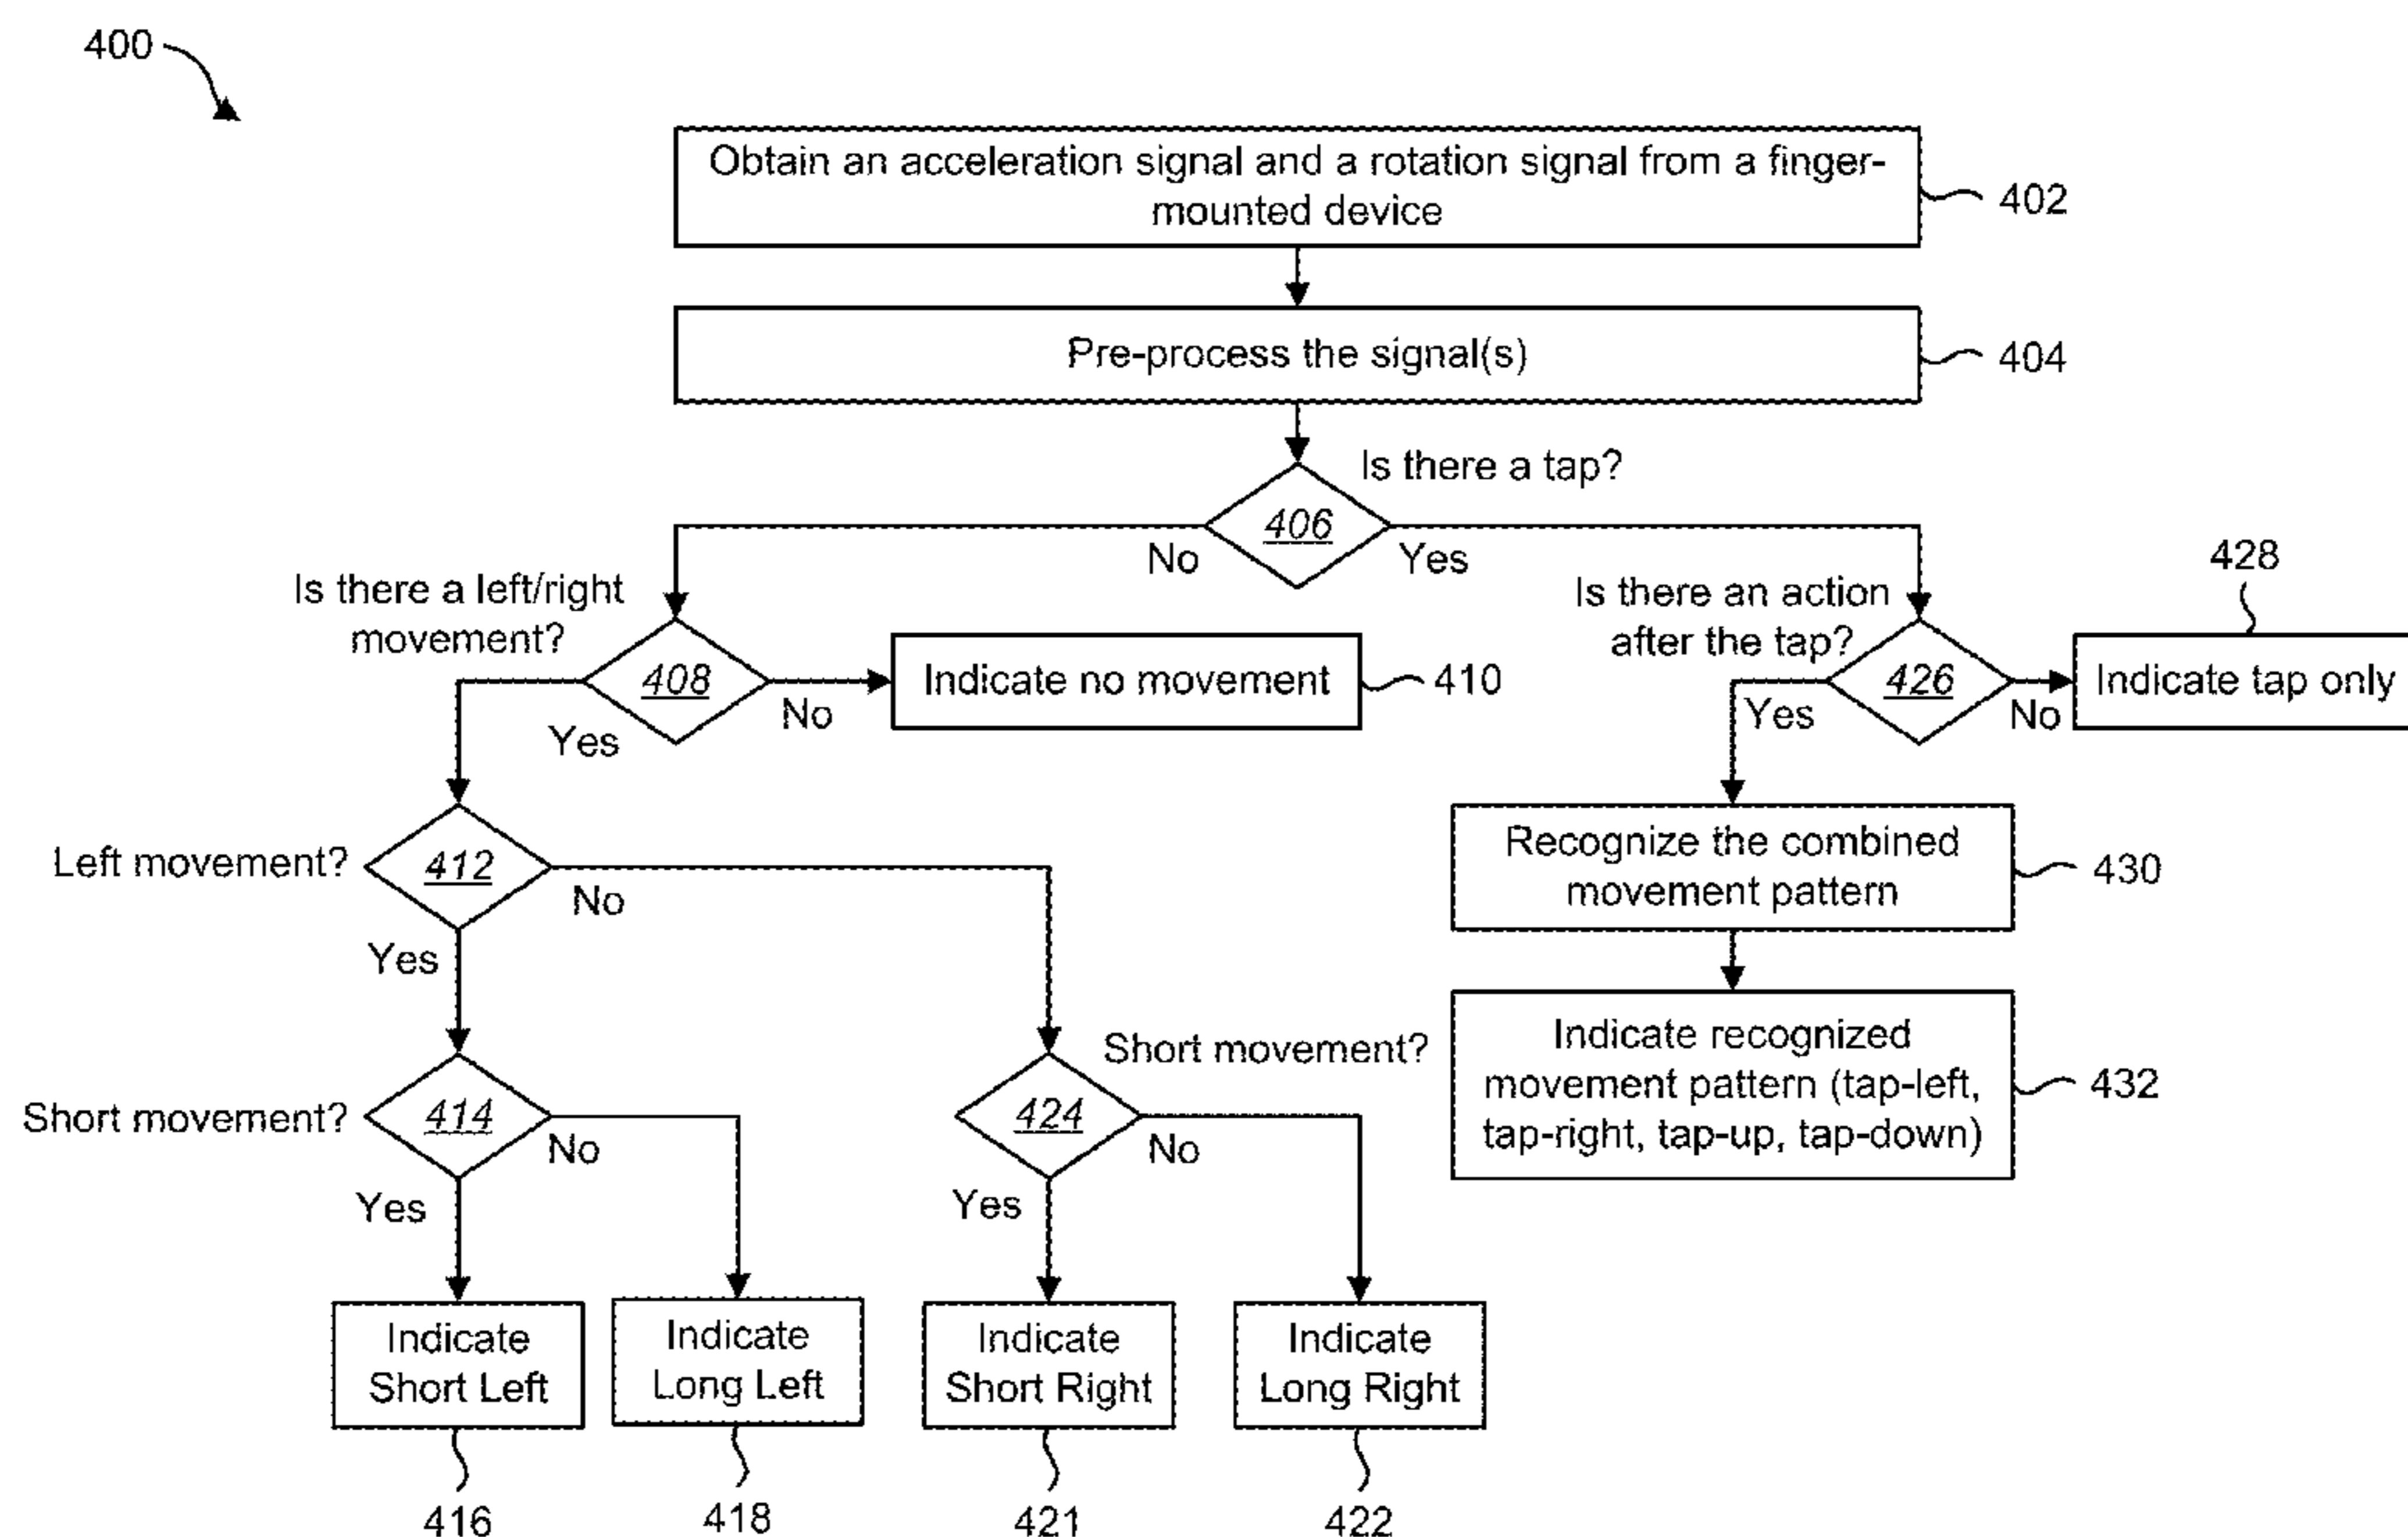 400
Obtain an acceleration signal and a rotation signal from a finger-
mounted device
402
Pre-process the signal(s)
404
Is there a tap?
406
No
Yes
Is there a left/right
movement?
408
Yes
No
Indicate no movement
410
Is there an action
after the tap?
426
Yes
No
428
Indicate tap only
Left movement?
412
No
Yes
Recognize the combined
movement pattern
430
Short movement?
414
No
Yes
Short movement?
424
No
Yes
Indicate recognized
movement pattern (tap-left,
tap-right, tap-up, tap-down)
432
Indicate
Short Left
Indicate
Long Left
Indicate
Short Right
Indicate
Long Right
416
418
421
422